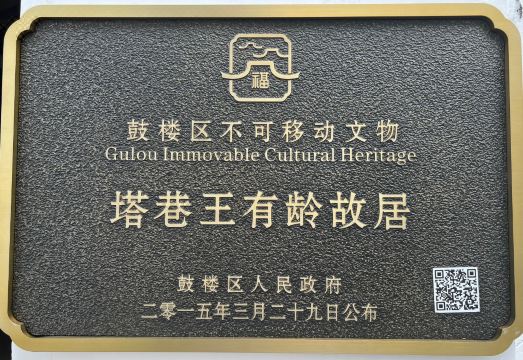 福
鼓楼区不可移动文物
Gulou Immovable Cultural Heritage
塔巷王有龄故居
鼓楼区人民政府
二零一五年三月二十九日公布